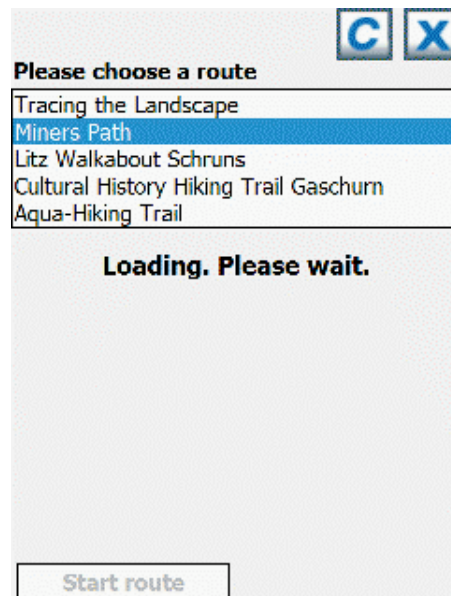 C X
Please choose a route
Tracing the Landscape
Miners Path
Litz Walkabout Schruns
Cultural History Hiking Trail Gaschurn
Aqua-Hiking Trail
Loading. Please wait.
Start route